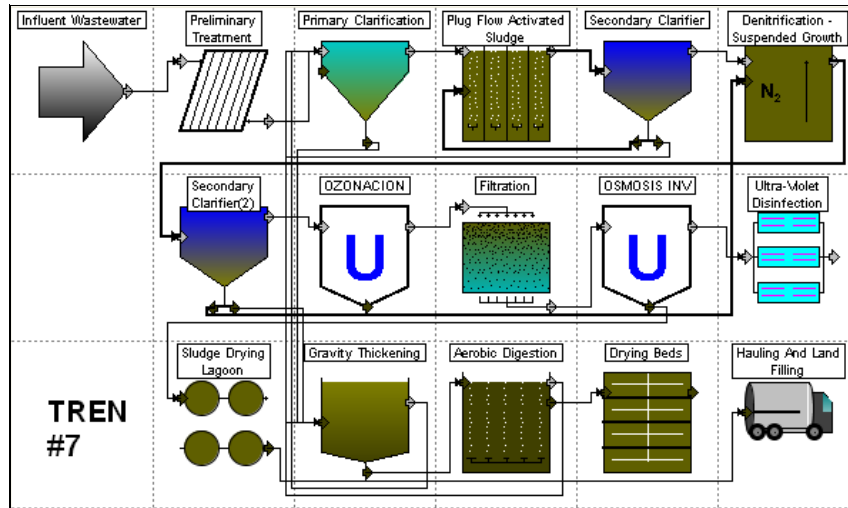 Influent Wastewater
Preliminary
Treatment
Primary Clarification
Plug Flow Activated
Sludge
Secondary Clarifier
Denitrification -
Suspended Growth
N2
Secondary
Clarifier(2)
OZONACION
U
Filtration
OSMOSIS INV
U
Ultra-Violet
Disinfection
TREN
#7
Sludge Drying
Lagoon
Gravity Thickening
Aerobic Digestion
Drying Beds
Hauling And Land
Filling